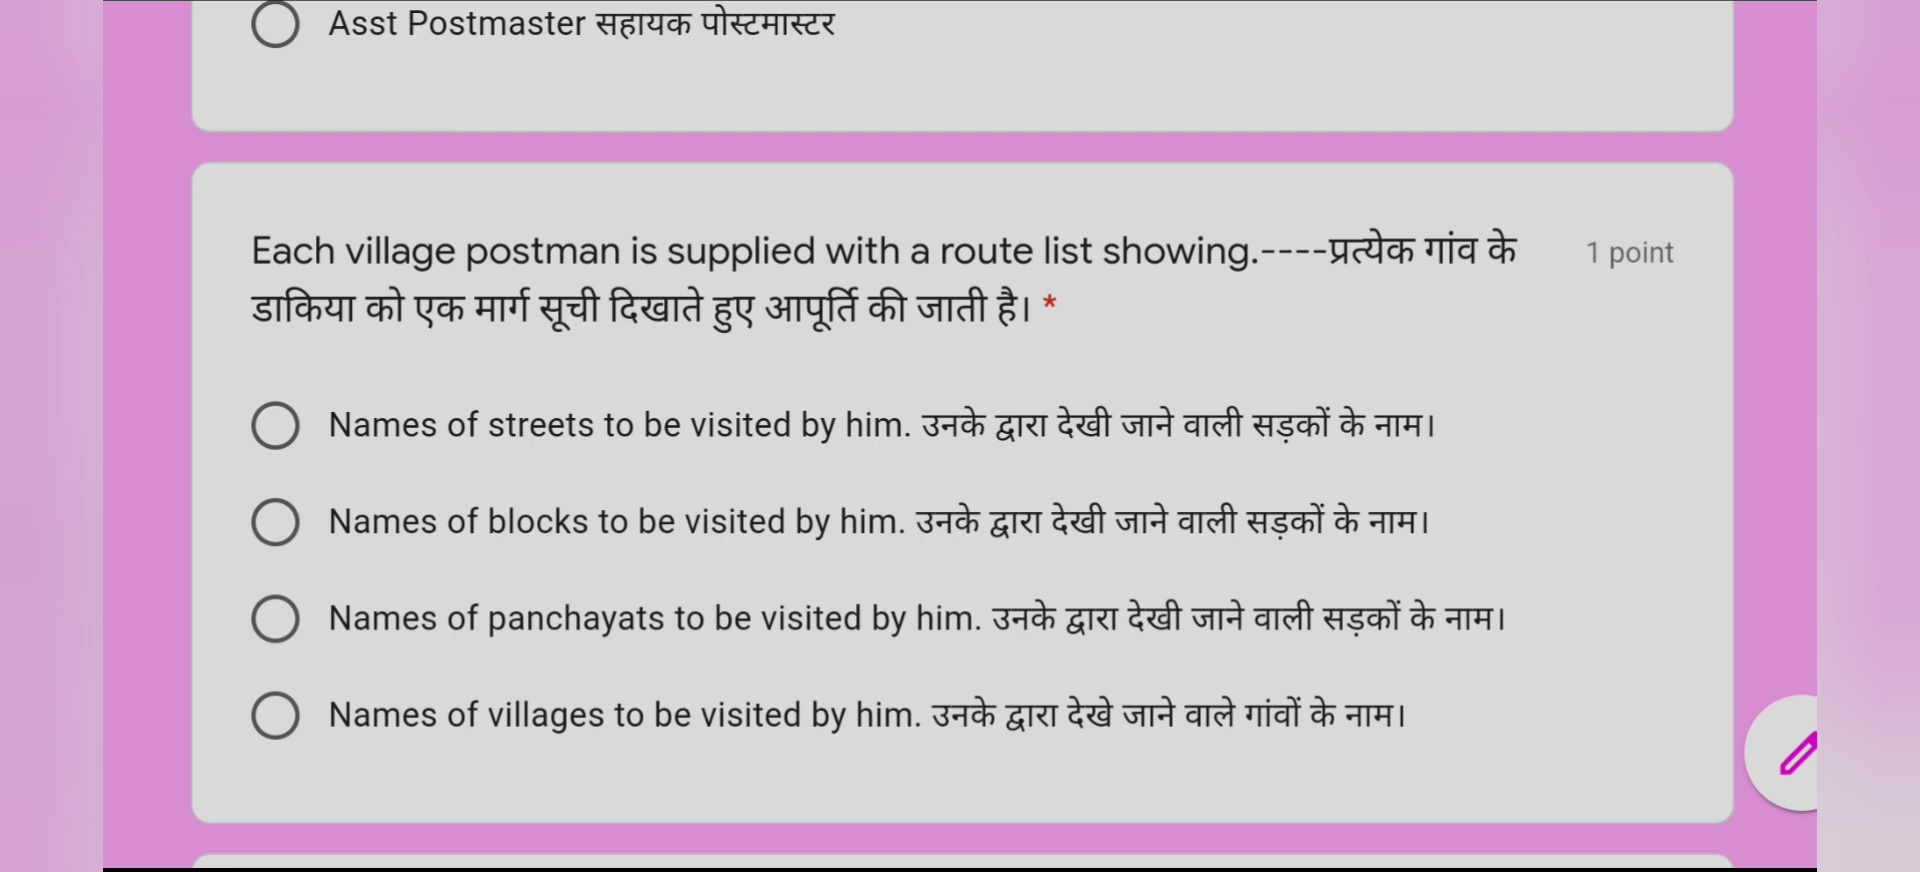 Asst Postmaster सहायक पोस्टमास्टर
Each village postman is supplied with a route list showing.----प्रत्येक गांव के
1 point
डाकिया को एक मार्ग सूची दिखाते हुए आपूर्ति की जाती है। *
Names of streets to be visited by him. उनके द्वारा देखी जाने वाली सड़कों के नाम।
Names of blocks to be visited by him. उनके द्वारा देखी जाने वाली सड़कों के नाम।
Names of panchayats to be visited by him. उनके द्वारा देखी जाने वाली सड़कों के नाम।
Names of villages to be visited by him. उनके द्वारा देखे जाने वाले गांवों के नाम।